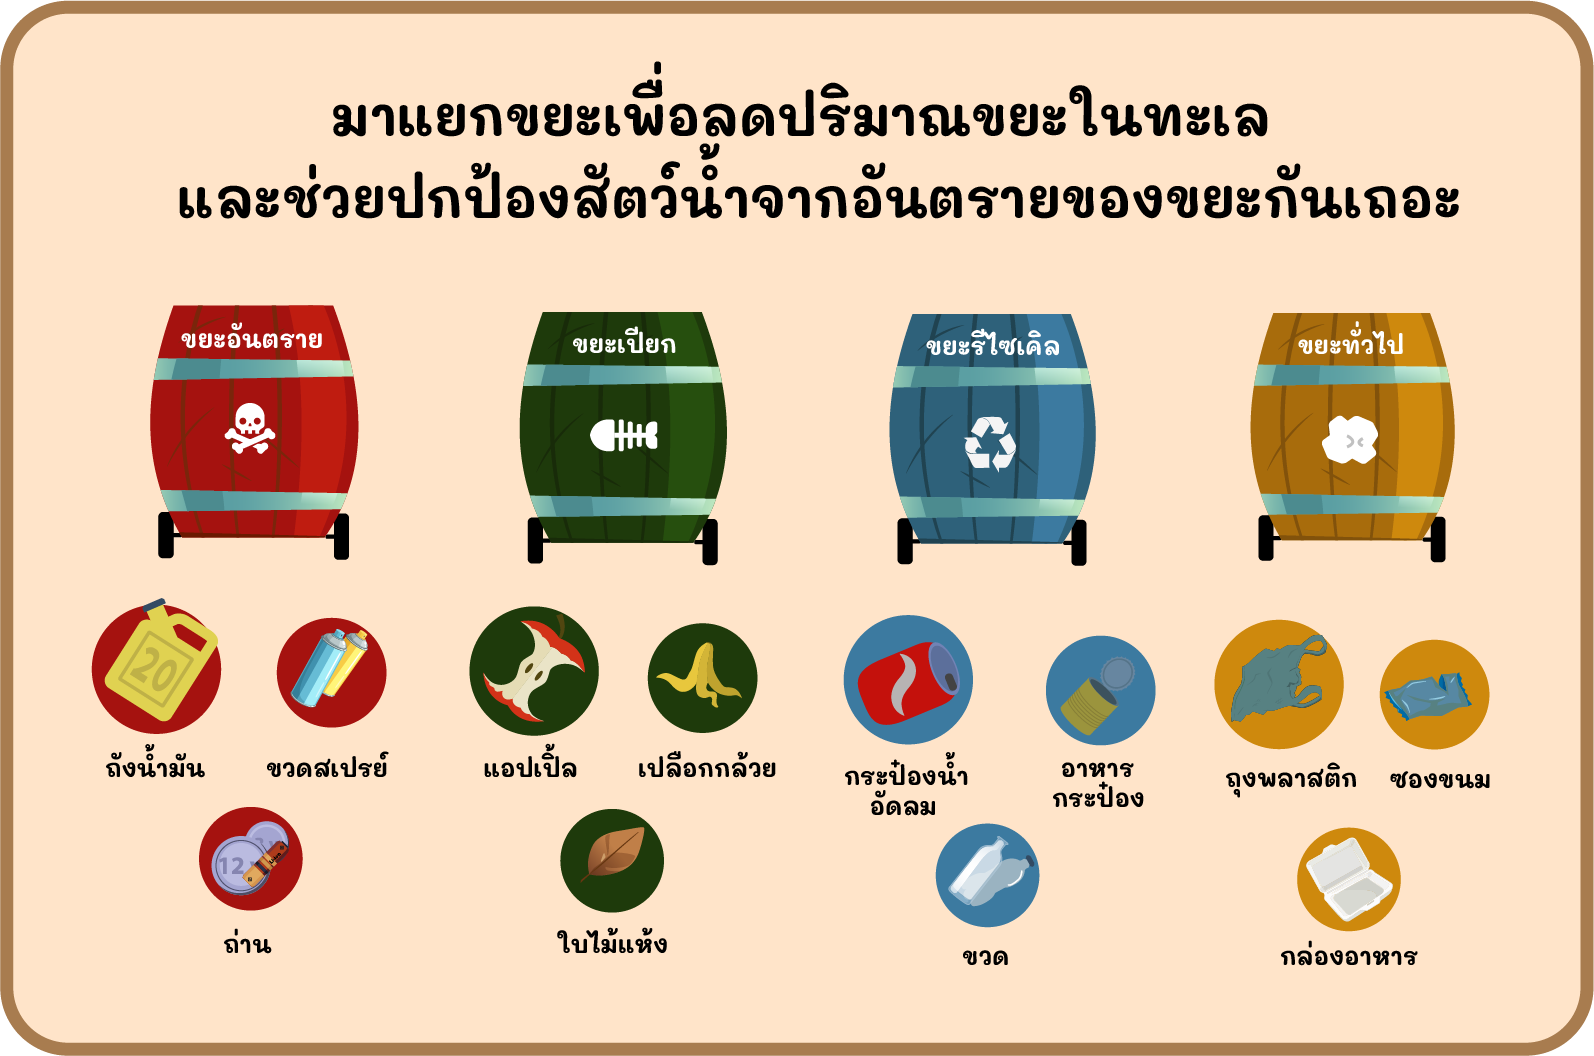 มาแยกขยะเพื่อลดปริมาณขยะในทะเล
และช่วยปกป้องสัตว์น้ำจากอันตรายของขยะกันเถอะ
ขยะอันตราย
ขยะเปียก
ขยะรีไซเคิล
ขยะทั่วไป
20
ถังน้ำมัน
ขวดสเปรย์
แอปเปิ้ล
เปลือกกล้วย
กระป๋องน้ำ
อัดลม
อาหาร
กระป๋อง
ถุงพลาสติก
ซองขนม
12
ถ่าน
ใบไม้แห้ง
ขวด
กล่องอาหาร